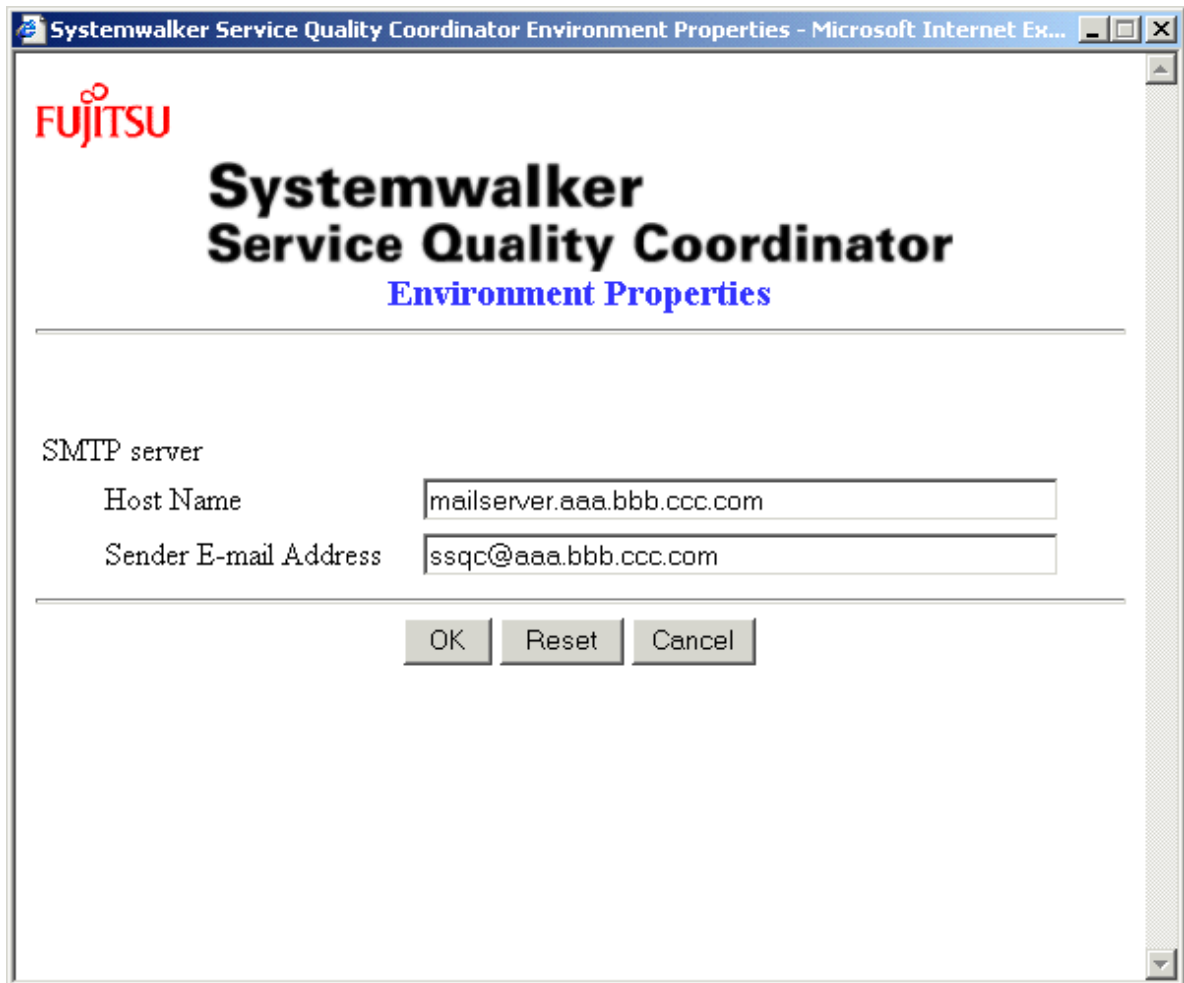 Systemwalker Service Quality Coordinator Environment Properties - Microsoft Internet Ex...
FUJITSU
Systemwalker
Service Quality Coordinator
Environment Properties
SMTP server
Host Name mailserver.aaa.bbb.ccc.com
Sender E-mail Address ssqc@aaa.bbb.ccc.com
OK Reset Cancel